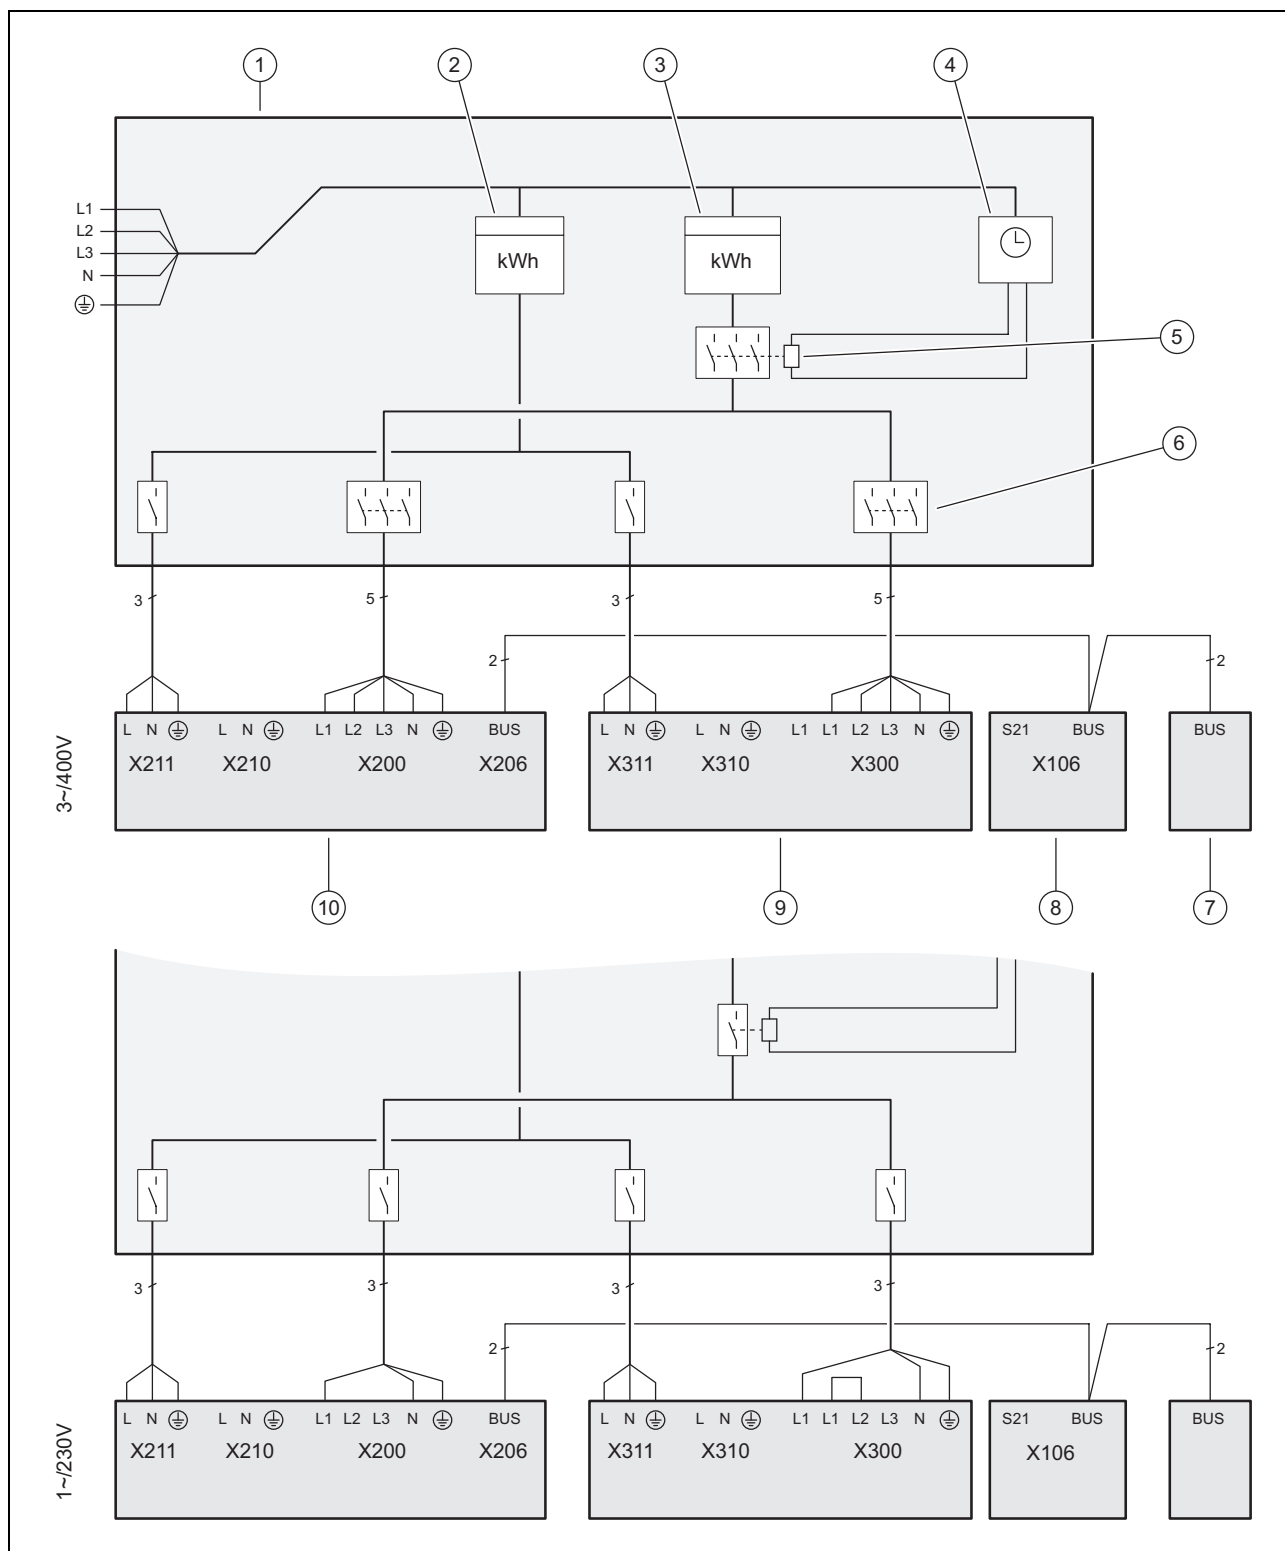 1 2 3 4
L1
L2
L3
N
kWh kWh
5
6
3 5 3 5
2 2
L N L N L1 L2 L3 N BUS L N L N L1 L1 L2 L3 N S21 BUS BUS
X211 X210 X200 X206 X311 X310 X300 X106
3~/400V
10 9 8 7
3 3 3 3
2 2
L N L N L1 L2 L3 N BUS L N L N L1 L1 L2 L3 N S21 BUS BUS
X211 X210 X200 X206 X311 X310 X300 X106
1~/230V